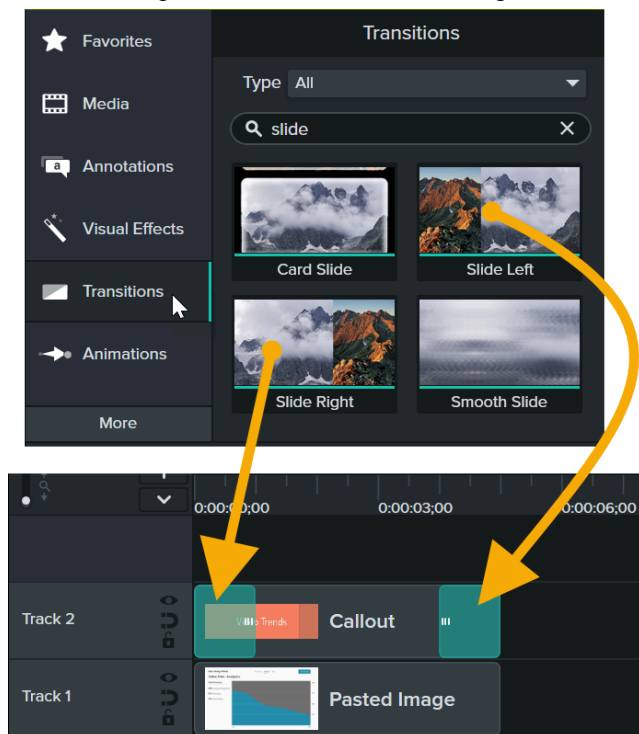 Favorites
Media
Annotations
Visual Effects
Transitions
Animations
More
Transitions
Type All
slide
Card Slide
Slide Left
Slide Right
Smooth Slide
0:00:00;00
0:00:03;00
0:00:06;00
Track 2
Video Trends
Callout
Track 1
Pasted Image